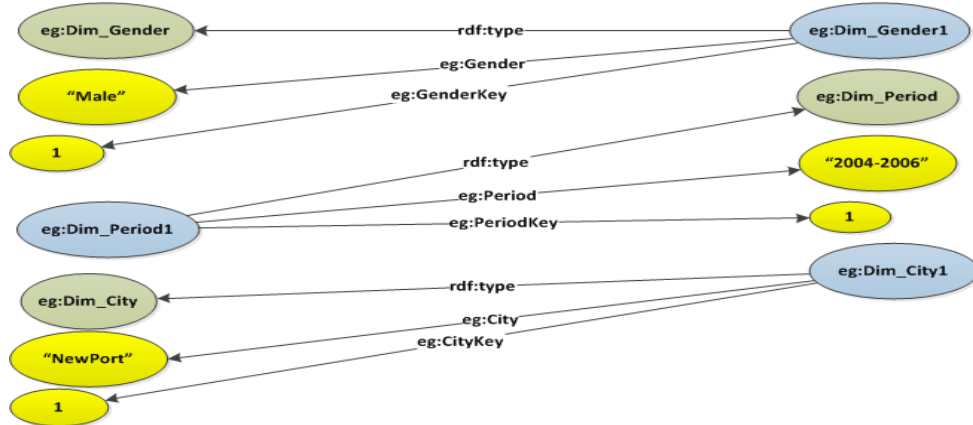 eg:Dim_Gender
rdf:type
eg:Dim_Gender1
eg:Gender
“Male”
eg:GenderKey
eg:Dim_Period
1
rdf:type
“2004-2006”
eg:Period
eg:Dim_Period1
eg:PeriodKey
1
eg:Dim_City1
eg:Dim_City
rdf:type
eg:City
“NewPort”
eg:CityKey
1